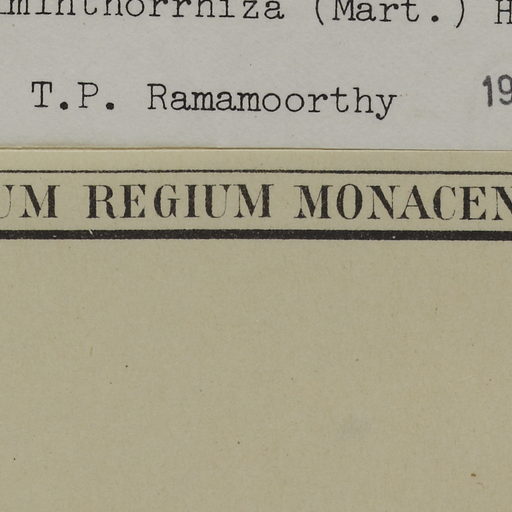 minthorrhiza (Mart.) H
T.P. Ramamoorthy 19
UM REGIUM MONACEN